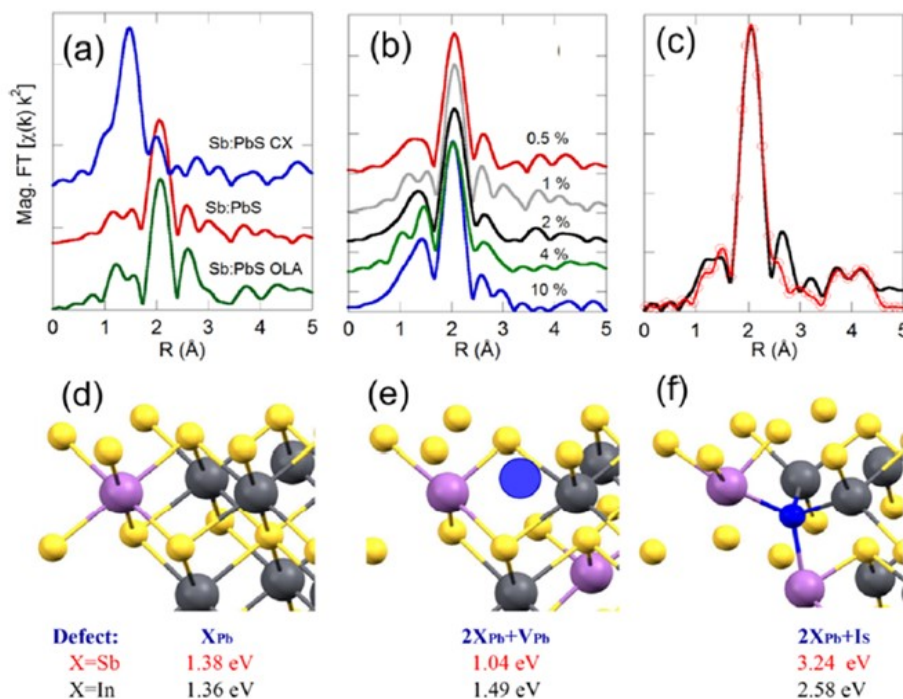 (a)
(b)
(c)
Mag. FT [χ(k) k²]
Sb:PbS CX
Sb:PbS
Sb:PbS OLA
0.5 %
1 %
2 %
4 %
10 %
0 1 2 3 4 5
0 1 2 3 4 5
0 1 2 3 4 5
R (Å)
R (Å)
R (Å)
(d)
(e)
(f)
Defect: XPb 2XPb+VPb 2XPb+IS
X=Sb 1.38 eV 1.04 eV 3.24 eV
X=In 1.36 eV 1.49 eV 2.58 eV